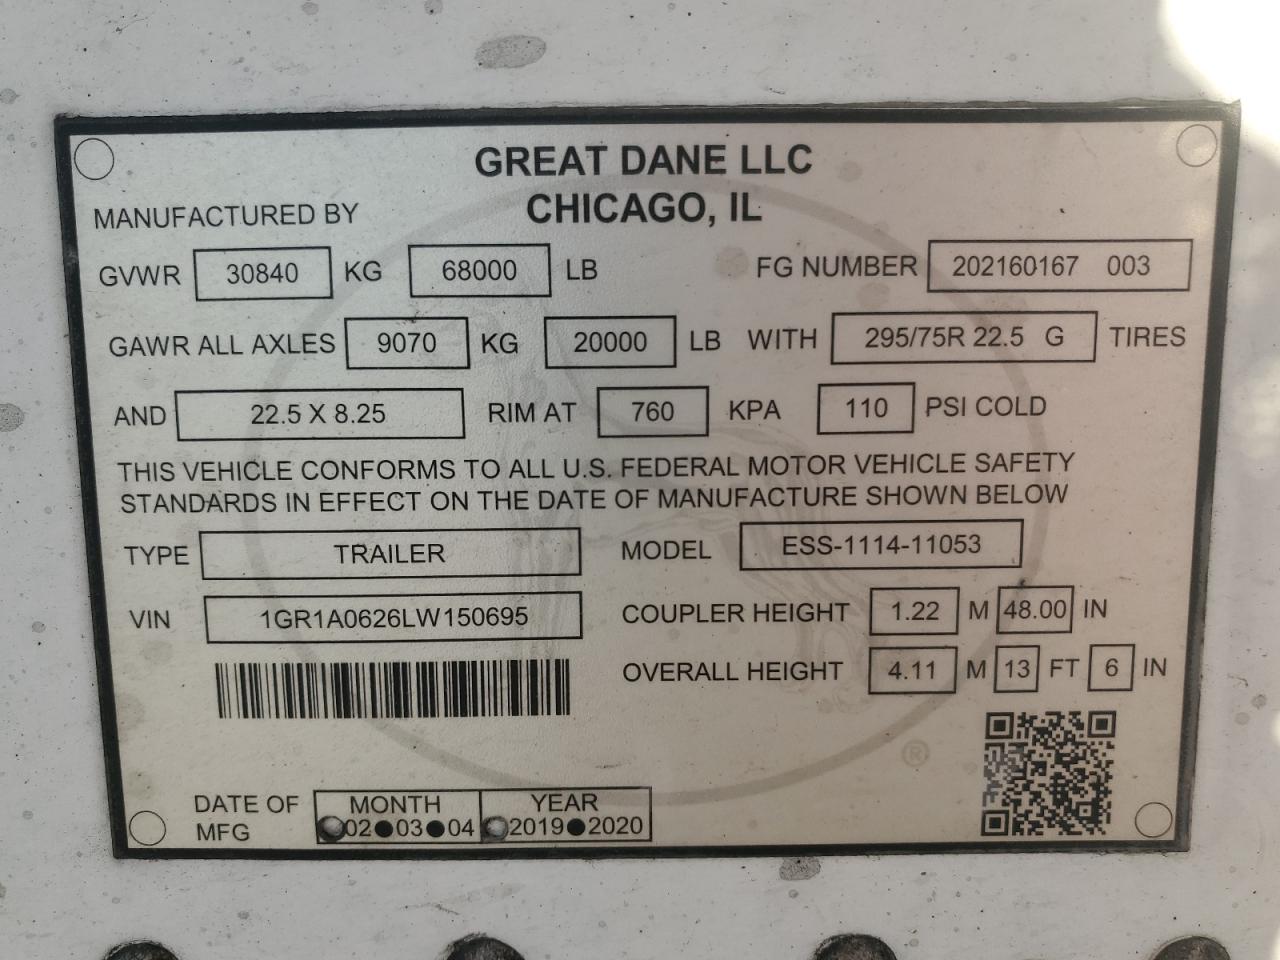 GREAT DANE LLC
MANUFACTURED BY CHICAGO, IL
GVWR 30840 KG 68000 LB FG NUMBER 202160167 003
GAWR ALL AXLES 9070 KG 20000 LB WITH 295/75R 22.5 G TIRES
AND 22.5 X 8.25 RIM AT 760 KPA 110 PSI COLD
THIS VEHICLE CONFORMS TO ALL U.S. FEDERAL MOTOR VEHICLE SAFETY
STANDARDS IN EFFECT ON THE DATE OF MANUFACTURE SHOWN BELOW
TYPE TRAILER MODEL ESS-1114-11053
VIN 1GR1A0626LW150695 COUPLER HEIGHT 1.22 M 48.00 IN
OVERALL HEIGHT 4.11 M 13 FT 6 IN
®
DATE OF MFG MONTH YEAR
02 ● 03 ● 04 2019 ● 2020